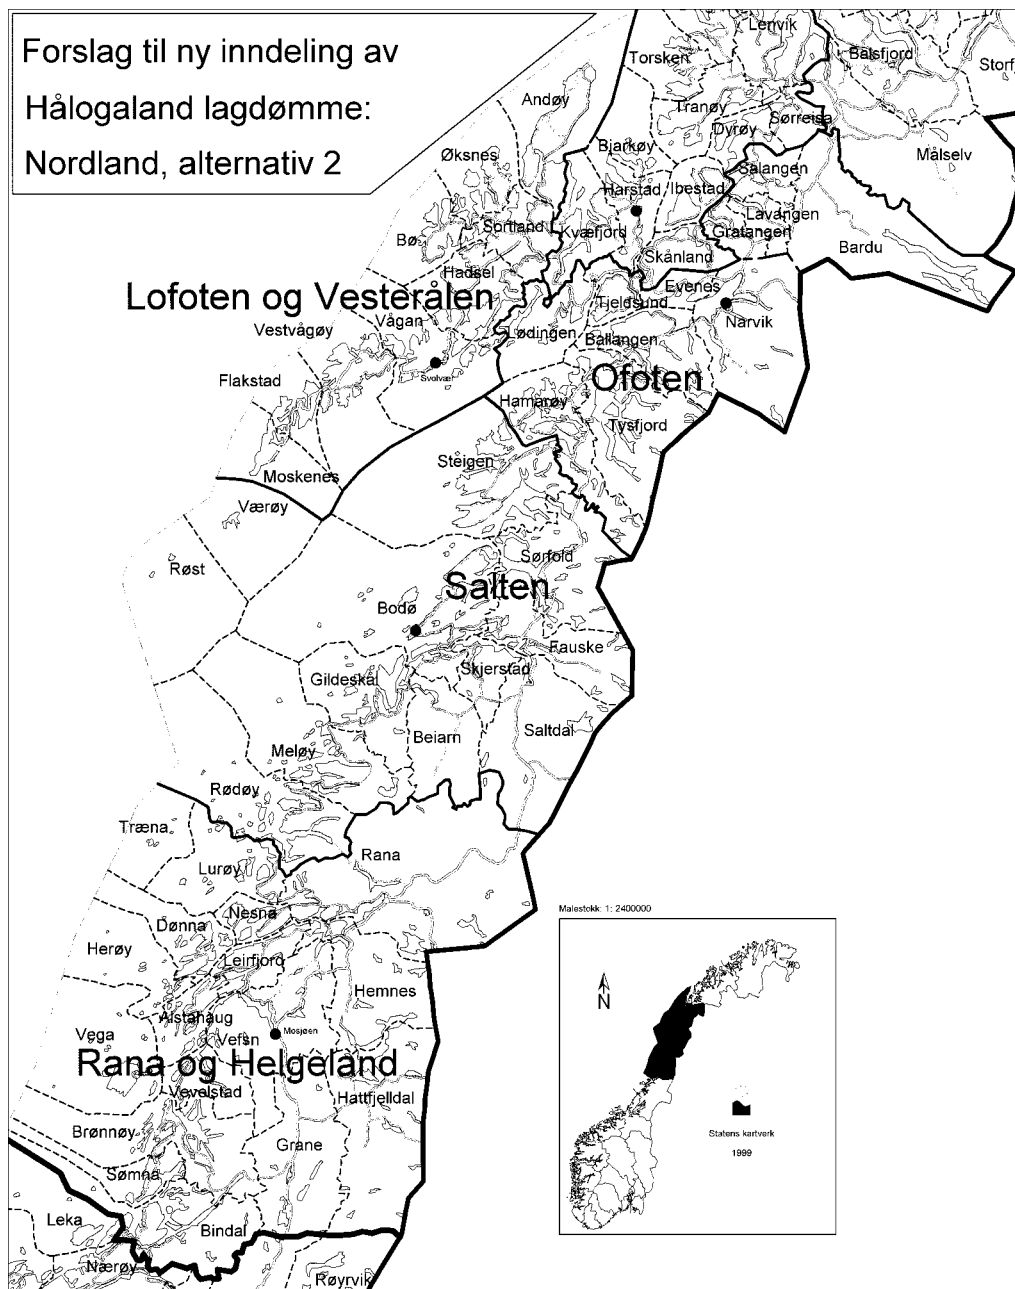 Forslag til ny inndeling av
Hålogaland lagdømme:
Nordland, alternativ 2
Lenvik
Torsken
Balsfjord
Storf
Andøy
Tranøy
Sørreisa
Dyrøy
Bjarkøy
Målselv
Øksnes
Salangen
Harstad
Ibestad
Lavangen
Sortland
Kvæfjord
Gratangen
Bø
Bardu
Skånland
Hadsel
Evenes
Lofoten og Vesterålen
Tjeldsund
Narvik
Vågan
Vestvågøy
Lødingen
Ballangen
Svolvær
Flakstad
Ofoten
Hamarøy
Tysfjord
Steigen
Moskenes
Værøy
Sørfold
Røst
Salten
Bodø
Fauske
Skjerstad
Gildeskål
Saltdal
Beiarn
Meløy
Rødøy
Træna
Rana
Lurøy
Malestokk: 1: 2400000
Nesna
Dønna
Herøy
Leirfjord
N
Hemnes
Alstahaug
Mosjøen
Vega
Vefsn
Rana og Helgeland
Vevelstad
Hattfjelldal
Brønnøy
Statens kartverk
Grane
1999
Sømna
Leka
Bindal
Nærøy
Røyrvik